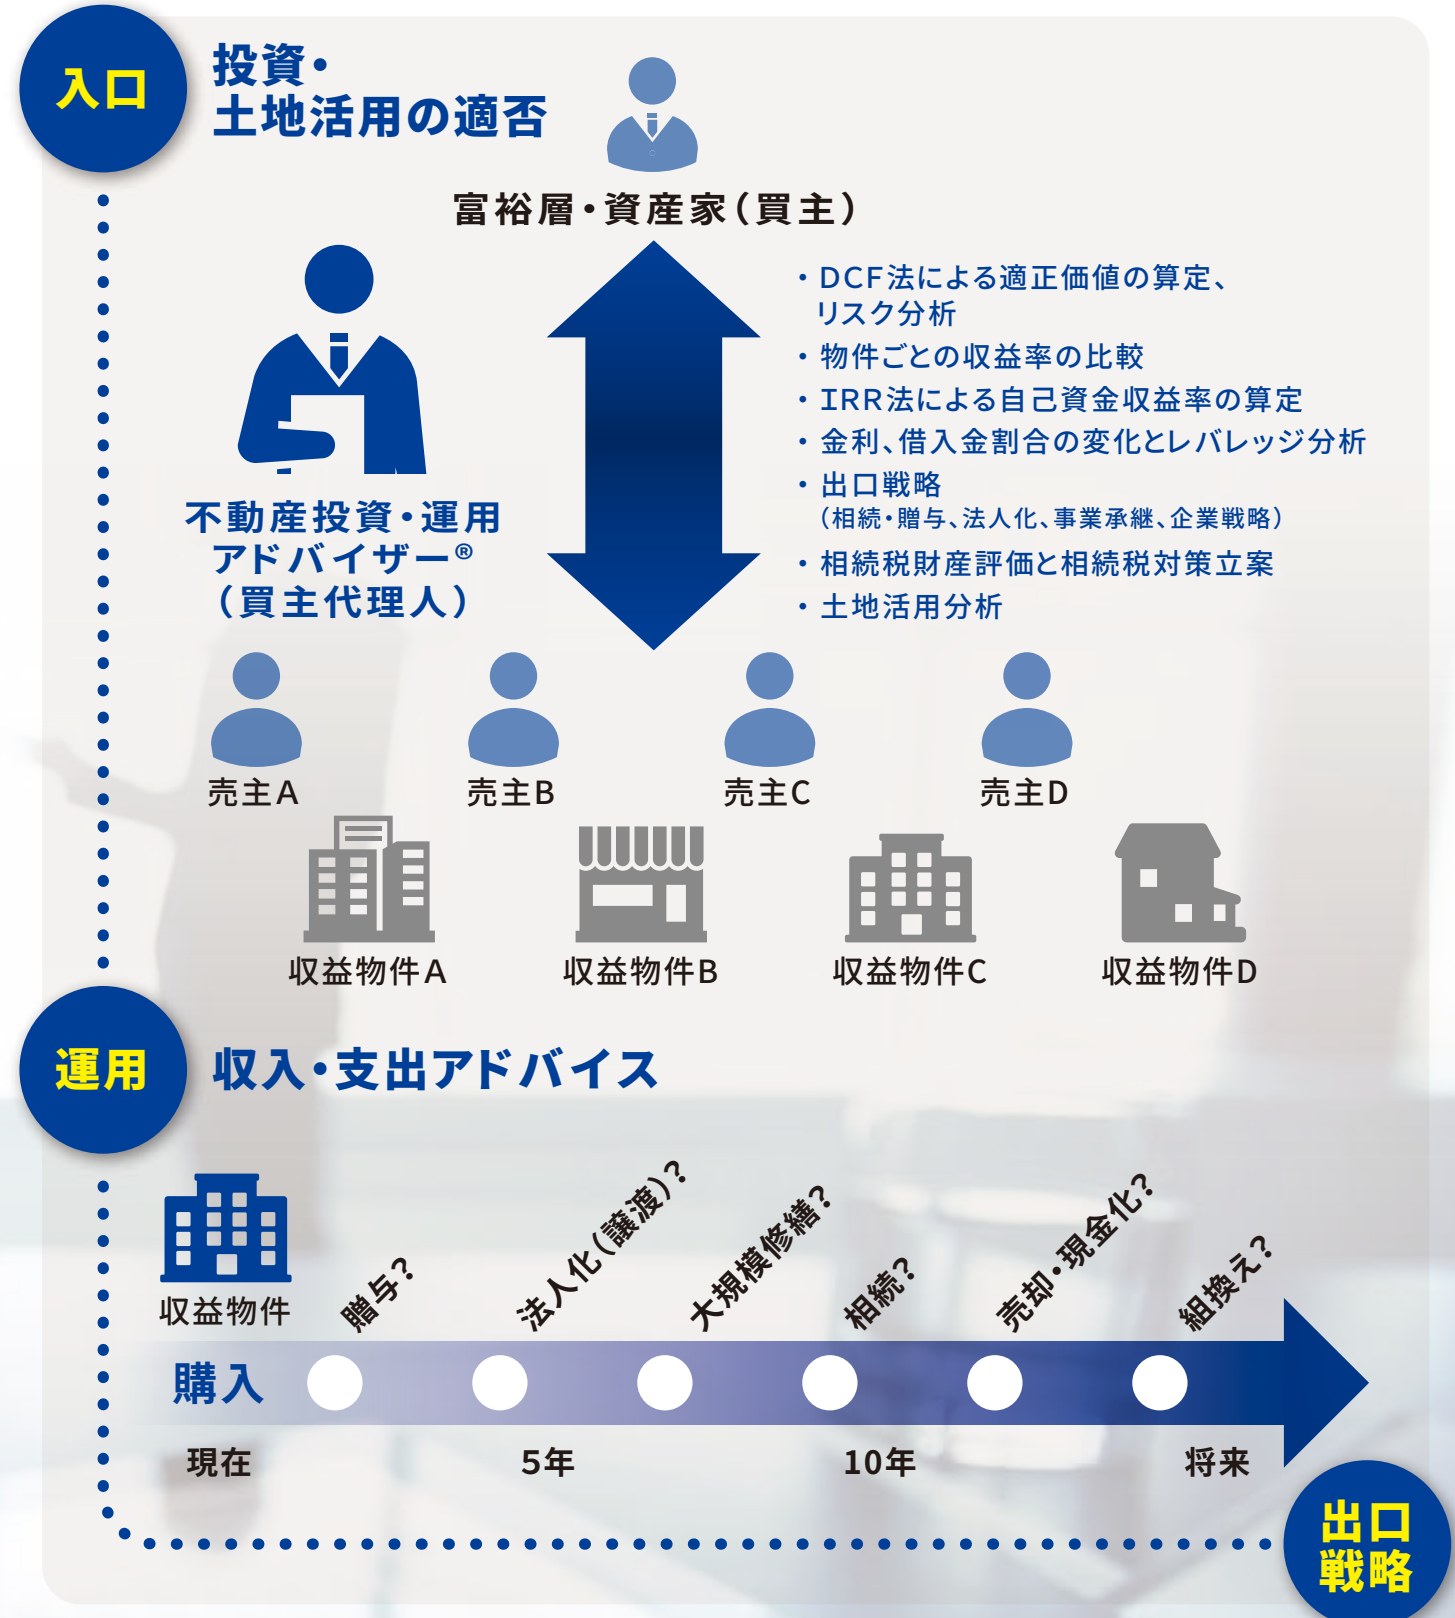 入口
投資・
土地活用の適否
富裕層・資産家（買主）
・DCF法による適正価値の算定、
リスク分析
・物件ごとの収益率の比較
・IRR法による自己資金収益率の算定
・金利、借入金割合の変化とレバレッジ分析
・出口戦略
（相続・贈与、法人化、事業承継、企業戦略）
・相続税財産評価と相続税対策立案
・土地活用分析
不動産投資・運用
アドバイザー®
（買主代理人）
売主A
売主B
売主C
売主D
収益物件A
収益物件B
収益物件C
収益物件D
運用
収入・支出アドバイス
収益物件
贈与？
法人化（譲渡）？
大規模修繕？
相続？
売却・現金化？
組換え？
購入
現在
5年
10年
将来
出口
戦略